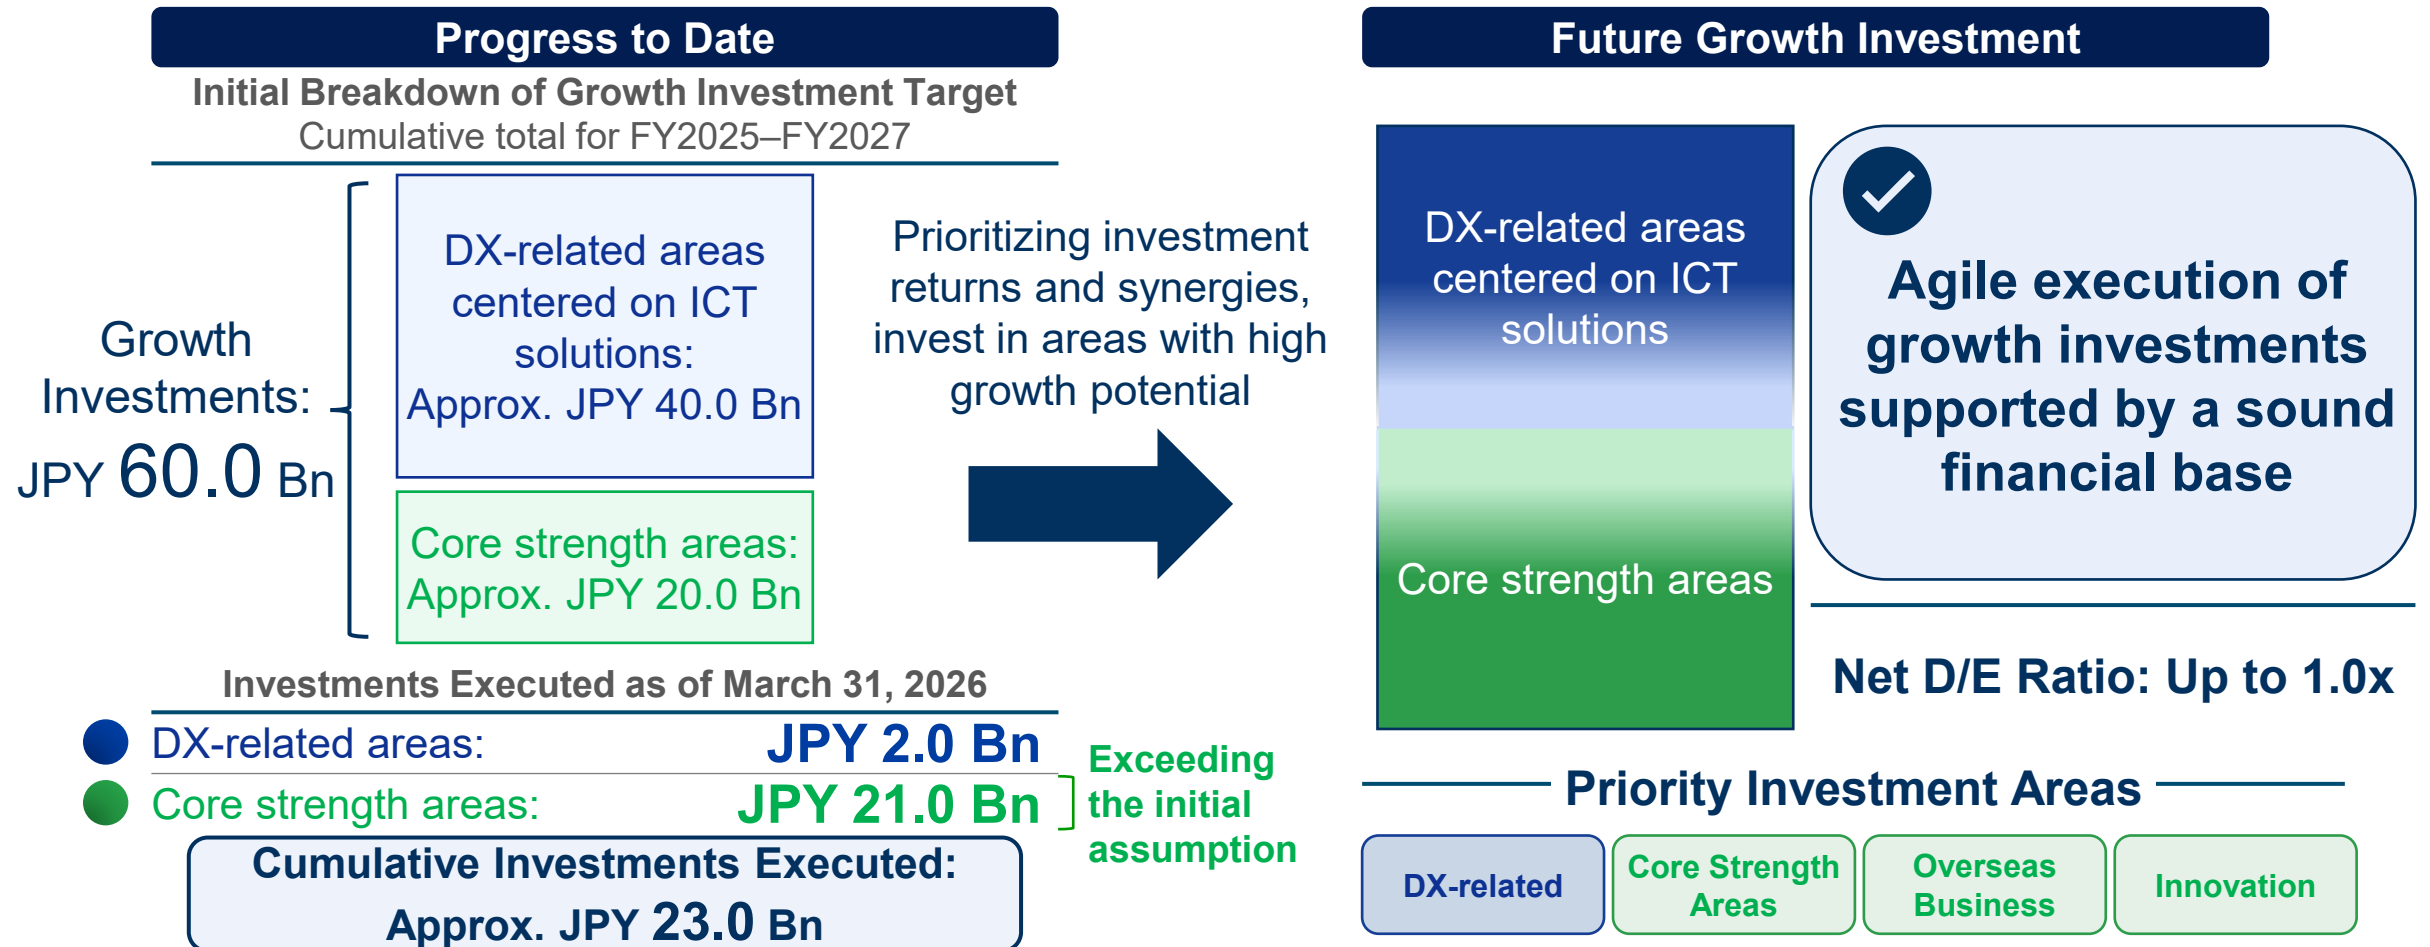 Progress to Date
Initial Breakdown of Growth Investment Target
Cumulative total for FY2025–FY2027
Growth
Investments:
JPY 60.0 Bn
DX-related areas
centered on ICT
solutions:
Approx. JPY 40.0 Bn
Core strength areas:
Approx. JPY 20.0 Bn
Investments Executed as of March 31, 2026
DX-related areas: JPY 2.0 Bn
Core strength areas: JPY 21.0 Bn
Exceeding
the initial
assumption
Cumulative Investments Executed:
Approx. JPY 23.0 Bn
Prioritizing investment
returns and synergies,
invest in areas with high
growth potential
Future Growth Investment
DX-related areas
centered on ICT
solutions
Core strength areas
Agile execution of
growth investments
supported by a sound
financial base
Net D/E Ratio: Up to 1.0x
Priority Investment Areas
DX-related
Core Strength
Areas
Overseas
Business
Innovation